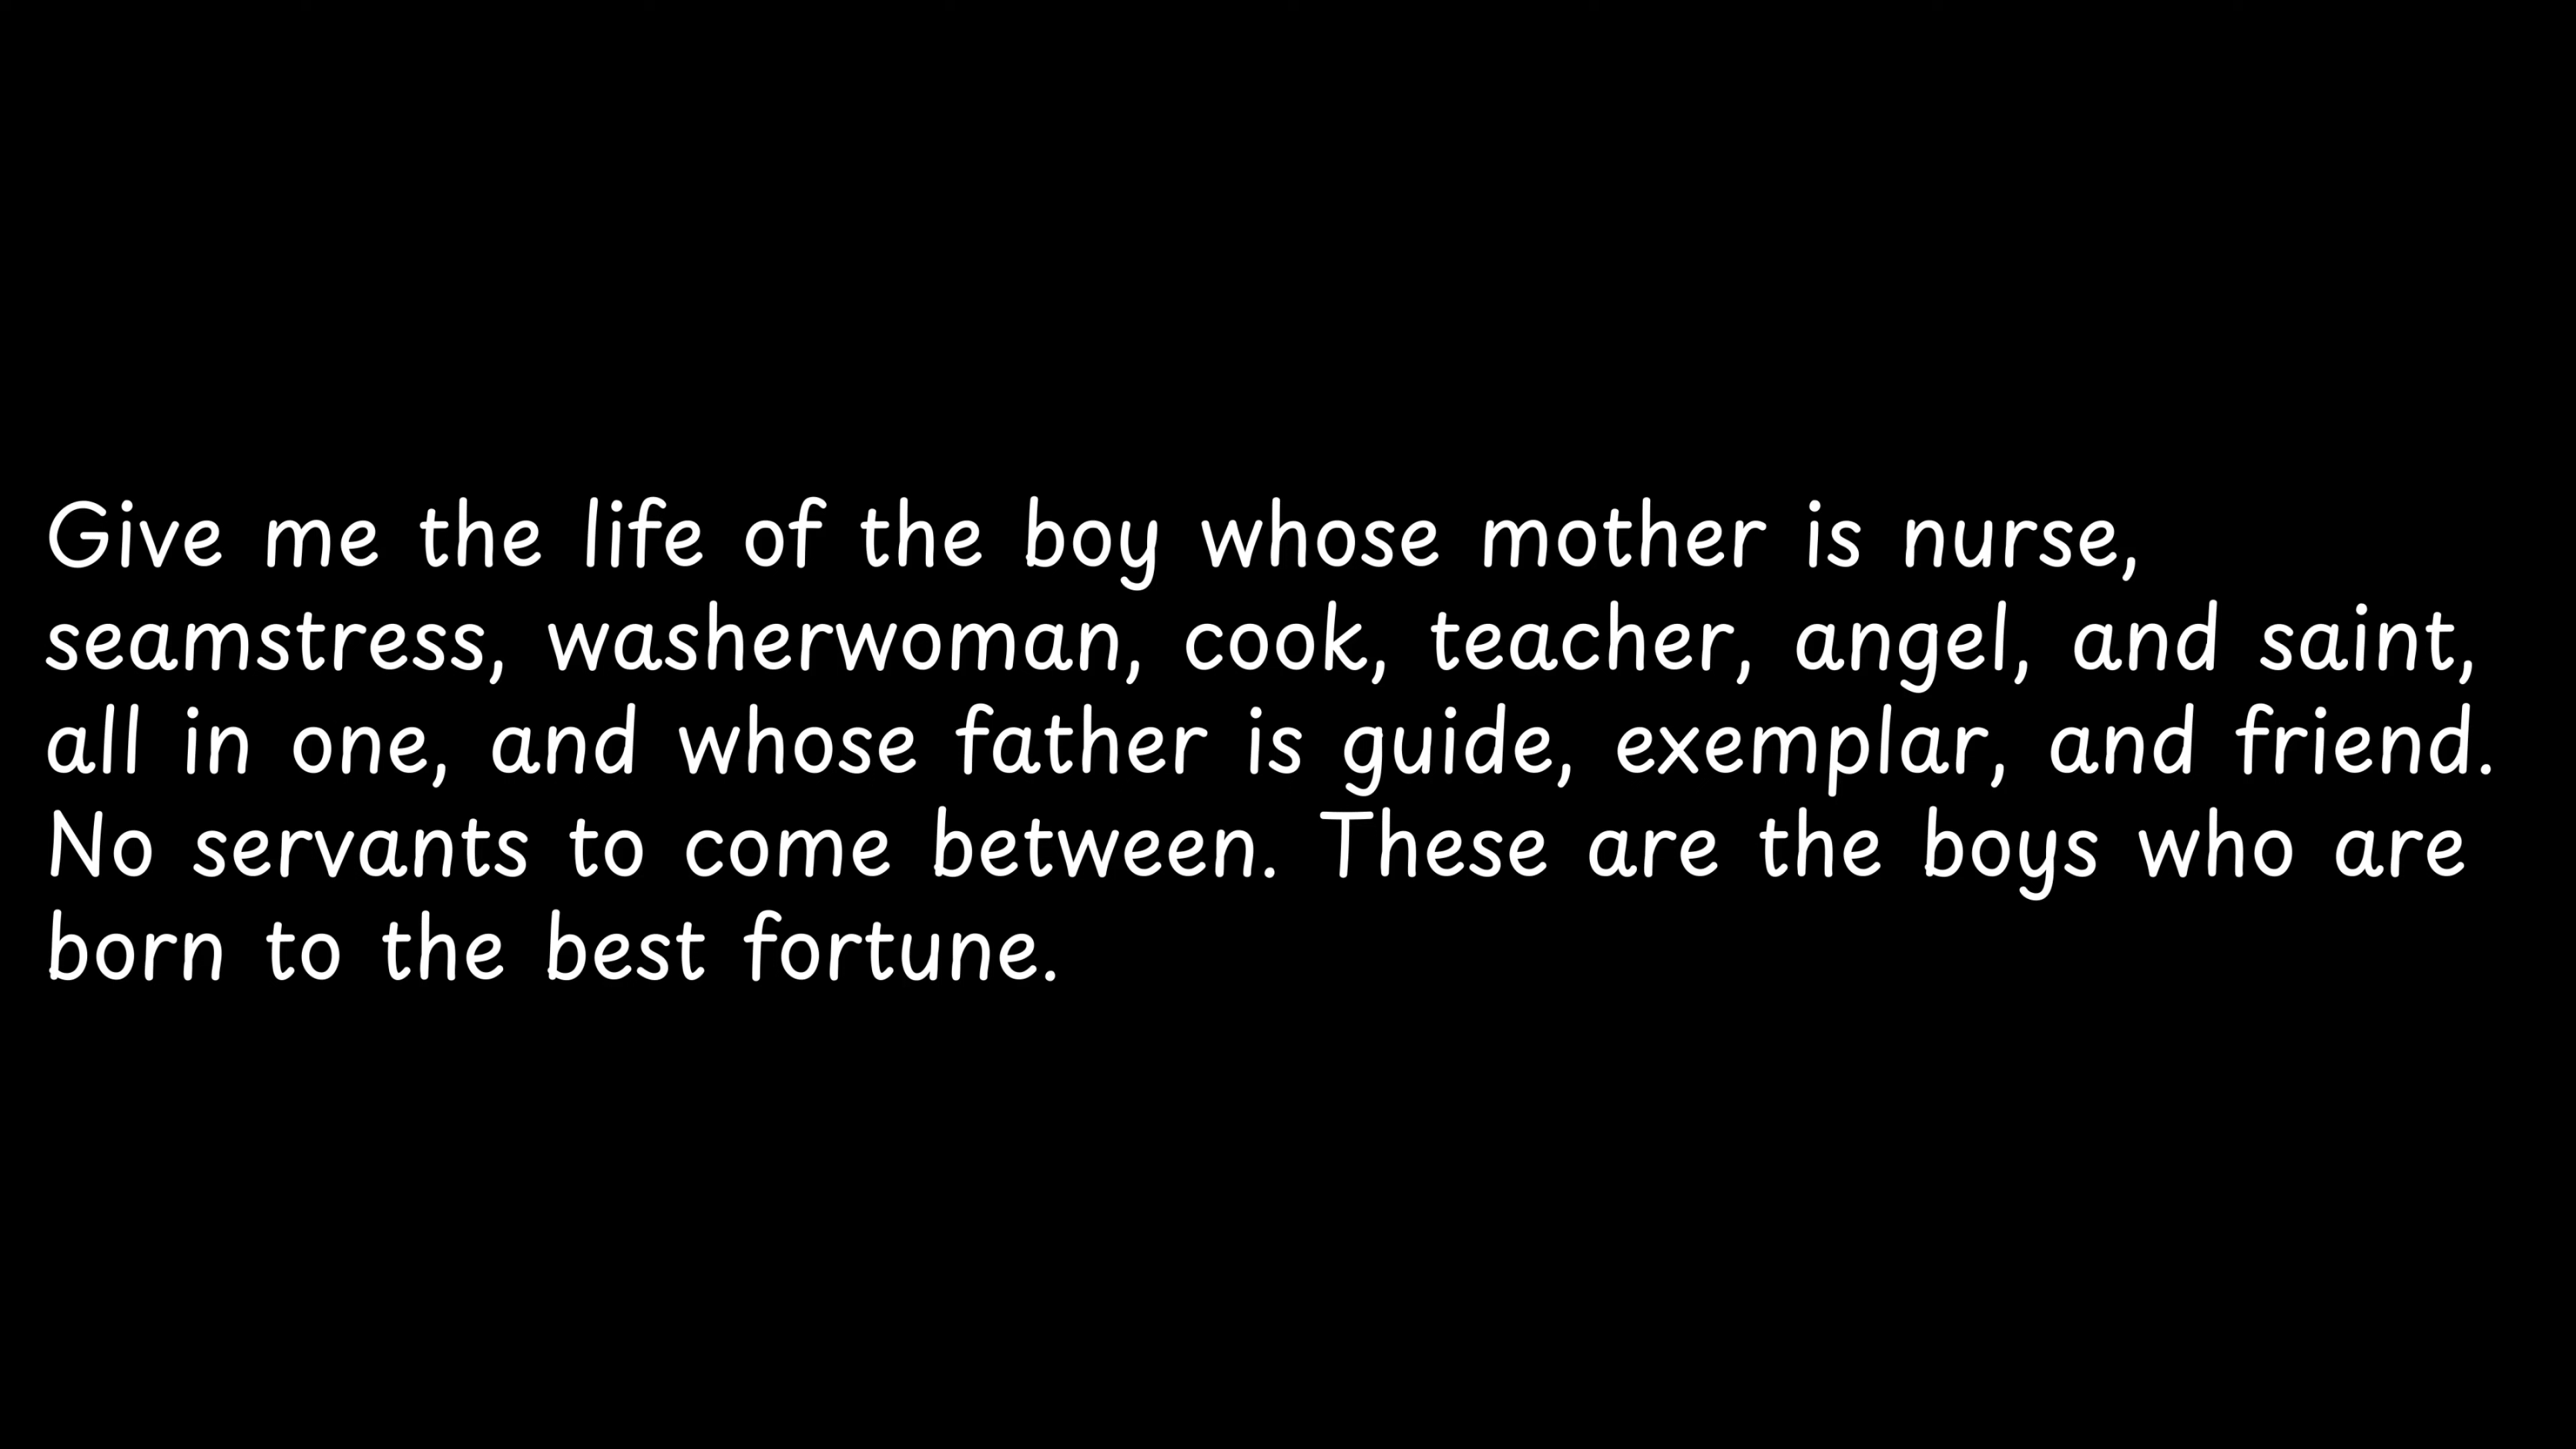 Give me the life of the boy whose mother is nurse,
seamstress, washerwoman, cook, teacher, angel, and saint,
all in one, and whose father is guide, exemplar, and friend.
No servants to come between. These are the boys who are
born to the best fortune.